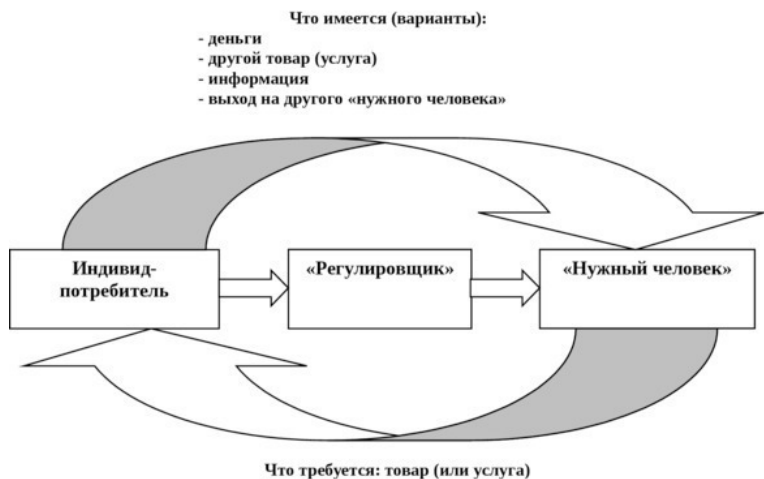 Что имеется (варианты):
- деньги
- другой товар (услуга)
- информация
- выход на другого «нужного человека»
Индивид-
потребитель
«Регулировщик»
«Нужный человек»
Что требуется: товар (или услуга)